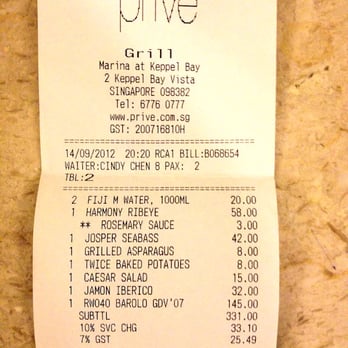 privé
Grill
Marina at Keppel Bay
2 Keppel Bay Vista
SINGAPORE 098382
Tel: 6776 0777
www.prive.com.sg
GST: 200716810H
14/09/2012 20:20 RCA1 BILL:B068654
WAITER:CINDY CHEN 8 PAX: 2
TBL:2
2 FIJI M WATER, 1000ML 20.00
1 HARMONY RIBEYE 58.00
** ROSEMARY SAUCE 3.00
1 JOSPER SEABASS 42.00
1 GRILLED ASPARAGUS 8.00
1 TWICE BAKED POTATOES 8.00
1 CAESAR SALAD 15.00
1 JAMON IBERICO 32.00
1 RW040 BAROLO GDV'07 145.00
SUBTTL 331.00
10% SVC CHG 33.10
7% GST 25.49